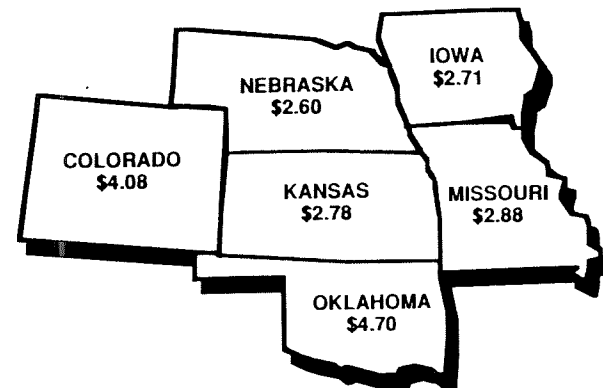 IOWA
$2.71
NEBRASKA
$2.60
COLORADO
$4.08
KANSAS
$2.78
MISSOURI
$2.88
OKLAHOMA
$4.70